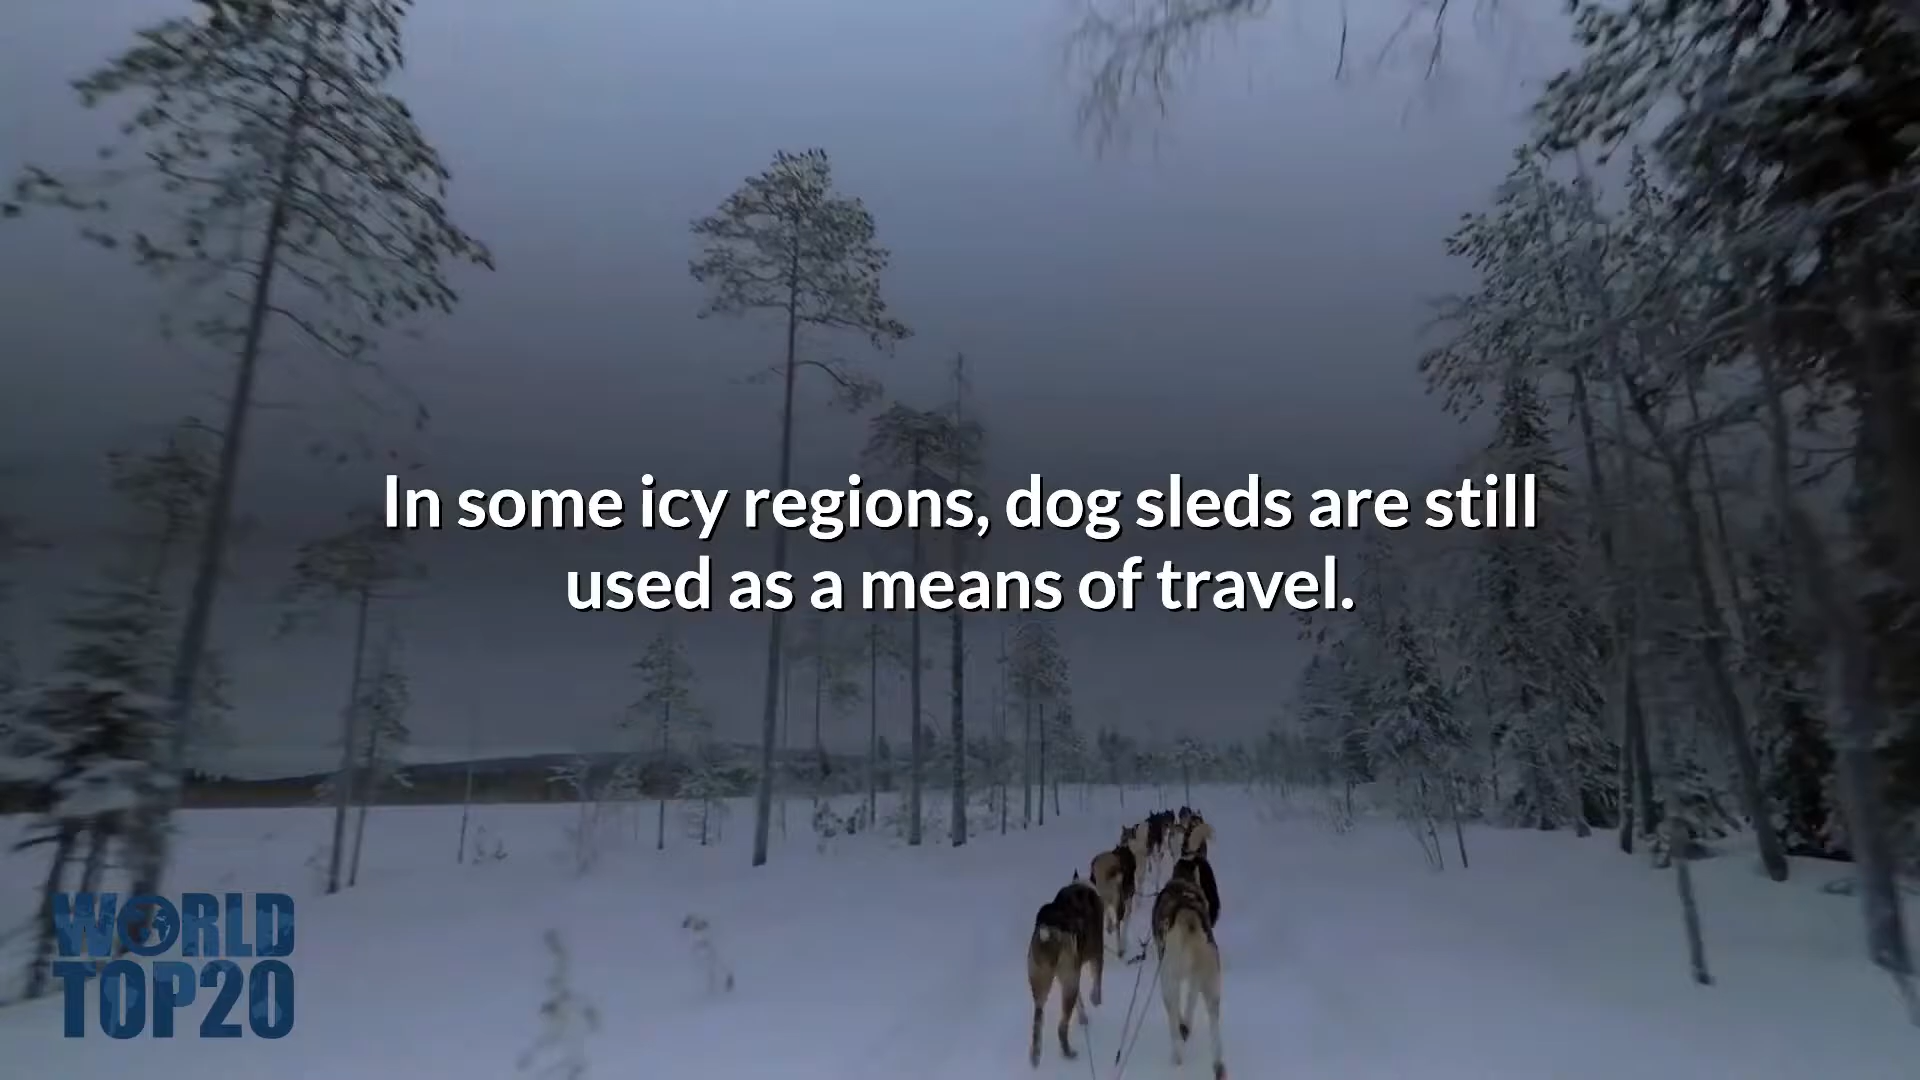 In some icy regions, dog sleds are still
used as a means of travel.
WORLD
TOP20